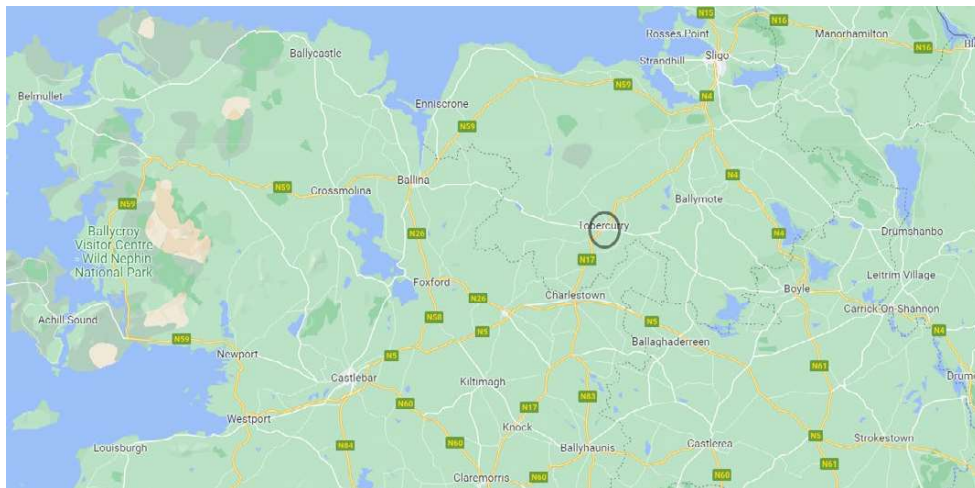 N15
N16
Rosses Point
Manorhamilton
N16
Ballycastle
Strandhill
Sligo
Belmullet
Enniscrone
N59
N4
N59
Ballina
N59
Crossmolina
N4
N59
Ballymote
Tobercurry
Ballycroy
Visitor Centre
Wild Nephin
National Park
N26
N4
Drumshanbo
N17
Foxford
Leitrim Village
Boyle
N26
Charlestown
Carrick-On-Shannon
Achill Sound
N58
N5
N5
N4
N59
Newport
N5
Ballaghaderreen
N61
Castlebar
Kiltimagh
N60
N17
N83
Westport
Knock
N5
Strokestown
Louisburgh
N84
N60
Ballyhaunis
Castlerea
N61
Claremorris
N60
N60